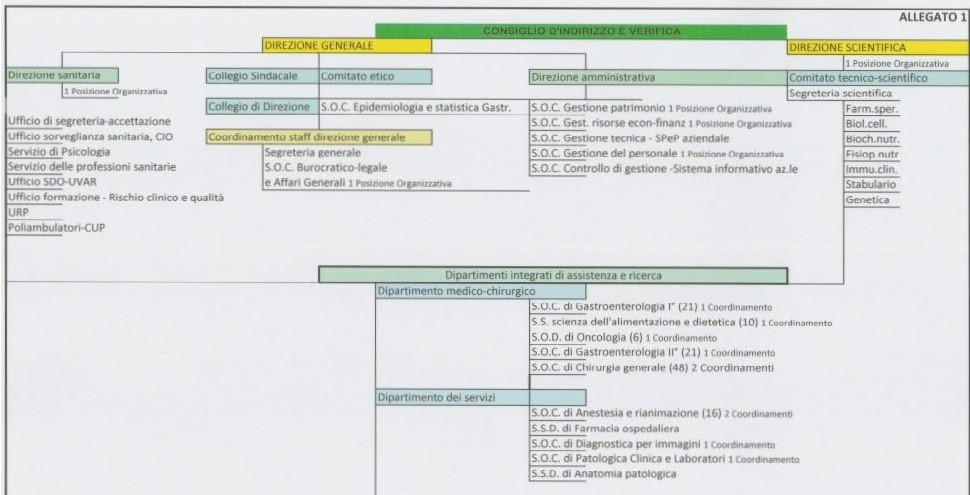 ALLEGATO 1
CONSIGLIO D'INDIRIZZO E VERIFICA
DIREZIONE GENERALE
DIREZIONE SCIENTIFICA
1 Posizione Organizzativa
Direzione sanitaria
1 Posizione Organizzativa
Collegio Sindacale
Comitato etico
Direzione amministrativa
Comitato tecnico-scientifico
Segreteria scientifica
Collegio di Direzione
S.O.C. Epidemiologia e statistica Gastr.
S.O.C. Gestione patrimonio 1 Posizione Organizzativa
S.O.C. Gest. risorse econ-finanz 1 Posizione Organizzativa
S.O.C. Gestione tecnica - SPeP aziendale
S.O.C. Gestione del personale 1 Posizione Organizzativa
S.O.C. Controllo di gestione -Sistema informativo az.le
Farm.sper.
Biol.cell.
Bioch.nutr.
Fisiop nutr
Immu.clin.
Stabulario
Genetica
Ufficio di segreteria-accettazione
Ufficio sorveglianza sanitaria, CIO
Servizio di Psicologia
Servizio delle professioni sanitarie
Ufficio SDO-UVAR
Ufficio formazione - Rischio clinico e qualità
URP
Poliambulatori-CUP
Coordinamento staff direzione generale
Segreteria generale
S.O.C. Burocratico-legale
e Affari Generali 1 Posizione Organizzativa
Dipartimenti integrati di assistenza e ricerca
Dipartimento medico-chirurgico
S.O.C. di Gastroenterologia I" (21) 1 Coordinamento
S.S. scienza dell'alimentazione e dietetica (10) 1 Coordinamento
S.O.D. di Oncologia (6) 1 Coordinamento
S.O.C. di Gastroenterologia II" (21) 1 Coordinamento
S.O.C. di Chirurgia generale (48) 2 Coordinamenti
Dipartimento dei servizi
S.O.C. di Anestesia e rianimazione (16) 2 Coordinamenti
S.S.D. di Farmacia ospedaliera
S.O.C. di Diagnostica per immagini 1 Coordinamento
S.O.C. di Patologica Clinica e Laboratori 1 Coordinamento
S.S.D. di Anatomia patologica